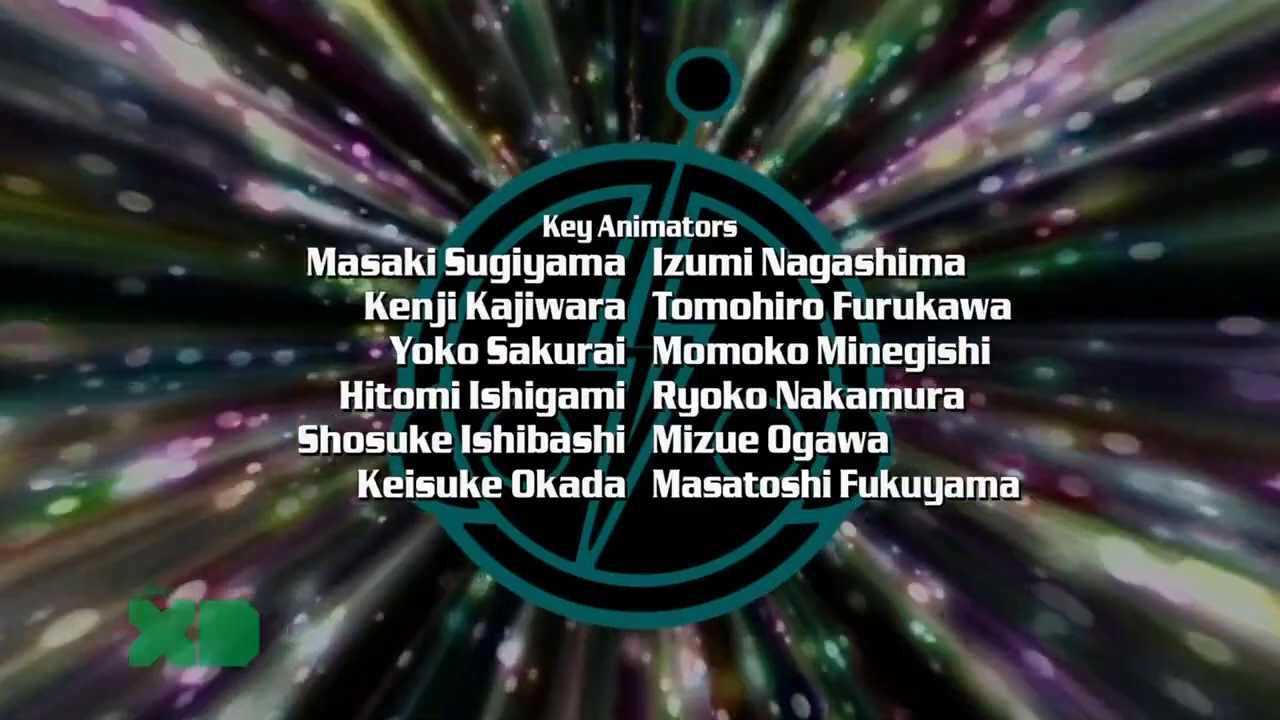 Key Animators
Masaki Sugiyama Izumi Nagashima
Kenji Kajiwara Tomohiro Furukawa
Yoko Sakurai Momoko Minegishi
Hitomi Ishigami Ryoko Nakamura
Shosuke Ishibashi Mizue Ogawa
Keisuke Okada Masatoshi Fukuyama
XD